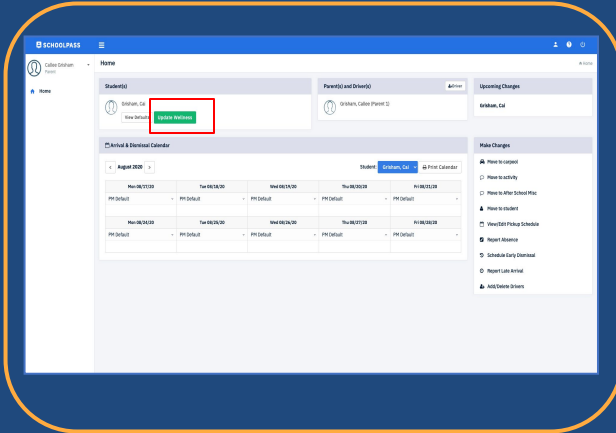 SCHOOLPASS
Callee Grisham
Parent
Home
Home
Home
Student(s)
Grisham, Cal
View Defaults
Update Wellness
Parent(s) and Driver(s)
Driver
Grisham, Callee (Parent 1)
Upcoming Changes
Grisham, Cal
Arrival & Dismissal Calendar
< August 2020 >
Student: Grisham, Cal
Print Calendar
Mon 08/17/20 Tue 08/18/20 Wed 08/19/20 Thu 08/20/20 Fri 08/21/20
PM Default PM Default PM Default PM Default PM Default
Mon 08/24/20 Tue 08/25/20 Wed 08/26/20 Thu 08/27/20 Fri 08/28/20
PM Default PM Default PM Default PM Default PM Default
Make Changes
Move to carpool
Move to activity
Move to After School Misc
Move to student
View/Edit Pickup Schedule
Report Absence
Schedule Early Dismissal
Report Late Arrival
Add/Delete Drivers